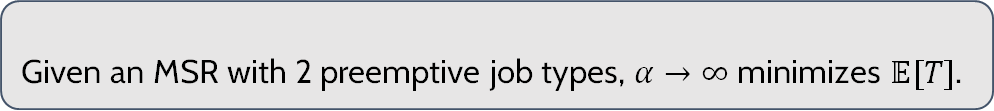 Given an MSR with 2 preemptive job types, 𝛼 → ∞ minimizes 𝔼[𝑇].